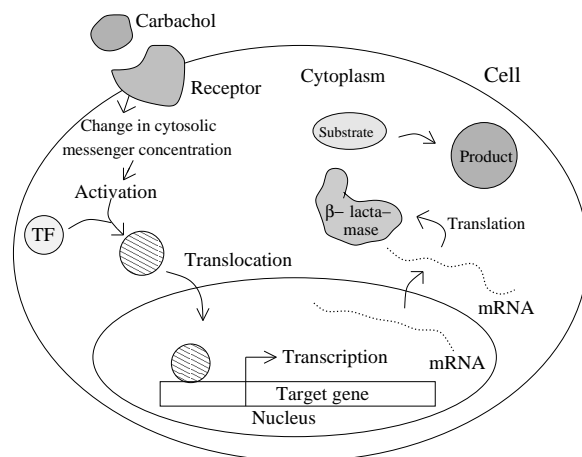 Carbachol
Receptor
Cytoplasm
Cell
Change in cytosolic
messenger concentration
Activation
TF
Translocation
Substrate
Product
β– lacta–
mase
Translation
mRNA
mRNA
Transcription
Target gene
Nucleus